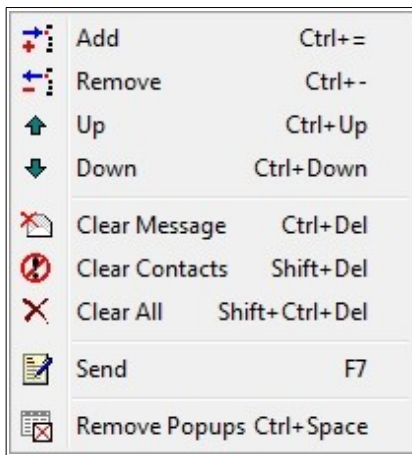 Add Ctrl+=
Remove Ctrl+-
Up Ctrl+Up
Down Ctrl+Down
Clear Message Ctrl+Del
Clear Contacts Shift+Del
Clear All Shift+Ctrl+Del
Send F7
Remove Popups Ctrl+Space